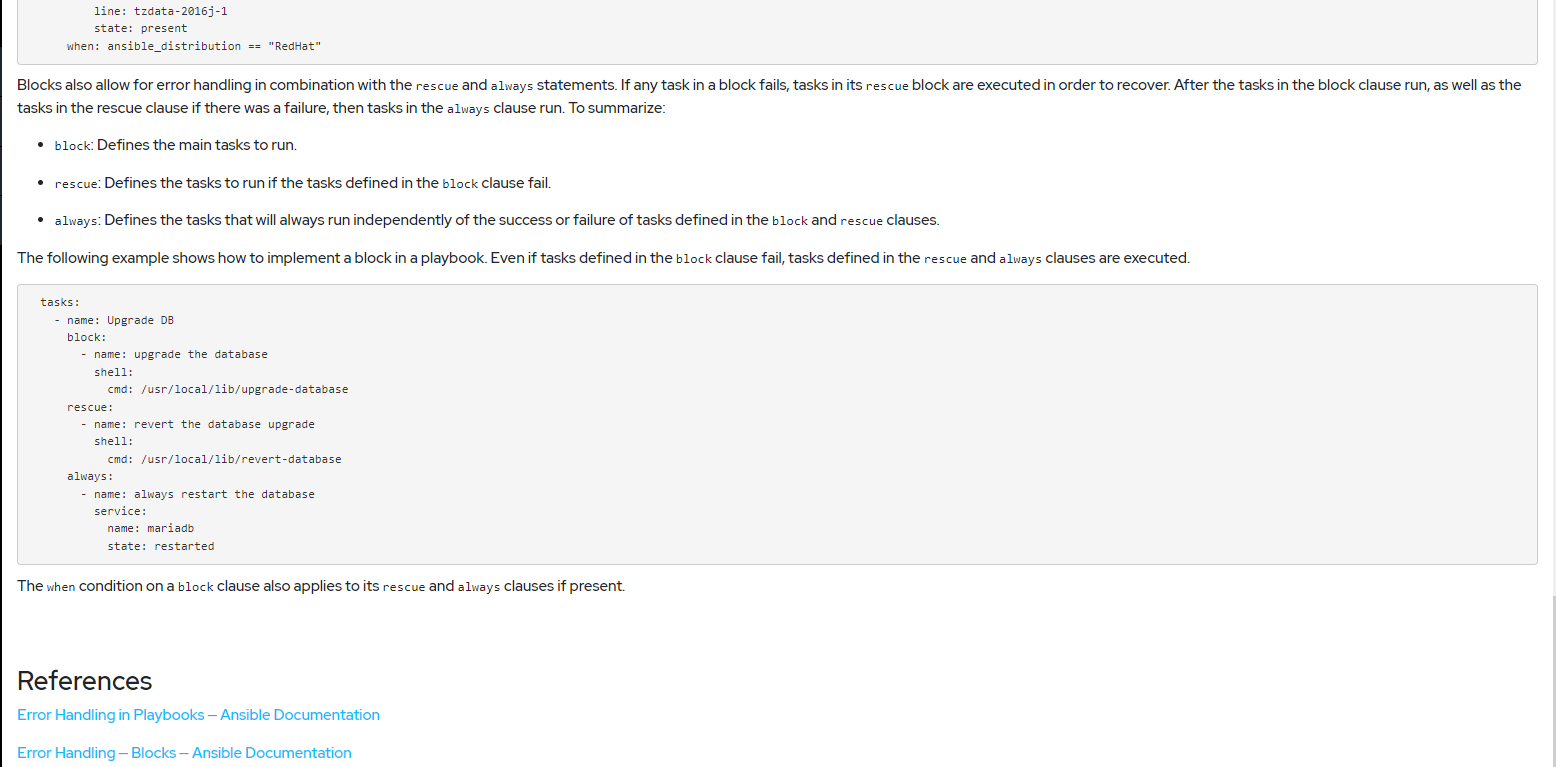 line: tzdata-2016j-1
state: present
when: ansible_distribution == "RedHat"
Blocks also allow for error handling in combination with the rescue and always statements. If any task in a block fails, tasks in its rescue block are executed in order to recover. After the tasks in the block clause run, as well as the
tasks in the rescue clause if there was a failure, then tasks in the always clause run. To summarize:
• block: Defines the main tasks to run.
• rescue: Defines the tasks to run if the tasks defined in the block clause fail.
• always: Defines the tasks that will always run independently of the success or failure of tasks defined in the block and rescue clauses.
The following example shows how to implement a block in a playbook. Even if tasks defined in the block clause fail, tasks defined in the rescue and always clauses are executed.
tasks:
- name: Upgrade DB
block:
- name: upgrade the database
shell:
cmd: /usr/local/lib/upgrade-database
rescue:
- name: revert the database upgrade
shell:
cmd: /usr/local/lib/revert-database
always:
- name: always restart the database
service:
name: mariadb
state: restarted
The when condition on a block clause also applies to its rescue and always clauses if present.
References
Error Handling in Playbooks — Ansible Documentation
Error Handling — Blocks — Ansible Documentation